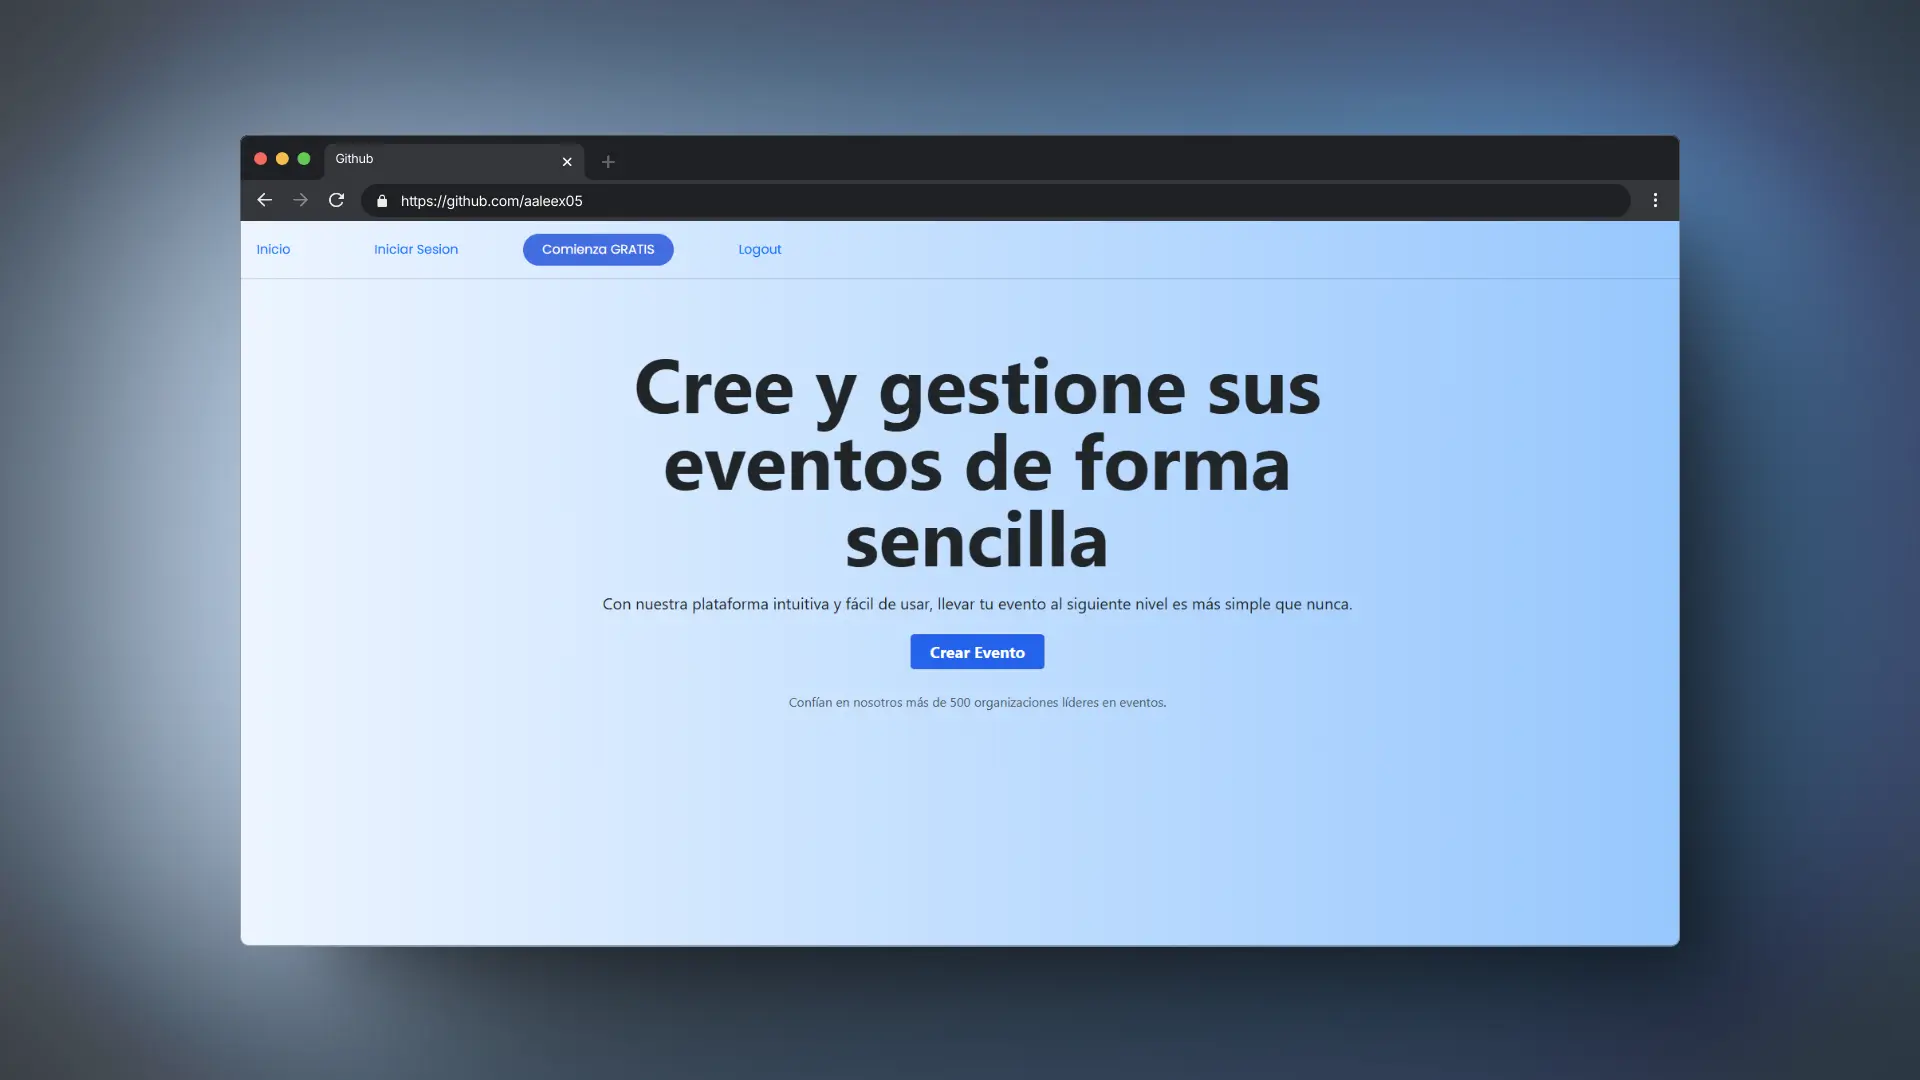 Github
https://github.com/aaleex05
Inicio
Iniciar Sesion
Comienza GRATIS
Logout
Cree y gestione sus
eventos de forma
sencilla
Con nuestra plataforma intuitiva y fácil de usar, llevar tu evento al siguiente nivel es más simple que nunca.
Crear Evento
Confían en nosotros más de 500 organizaciones líderes en eventos.